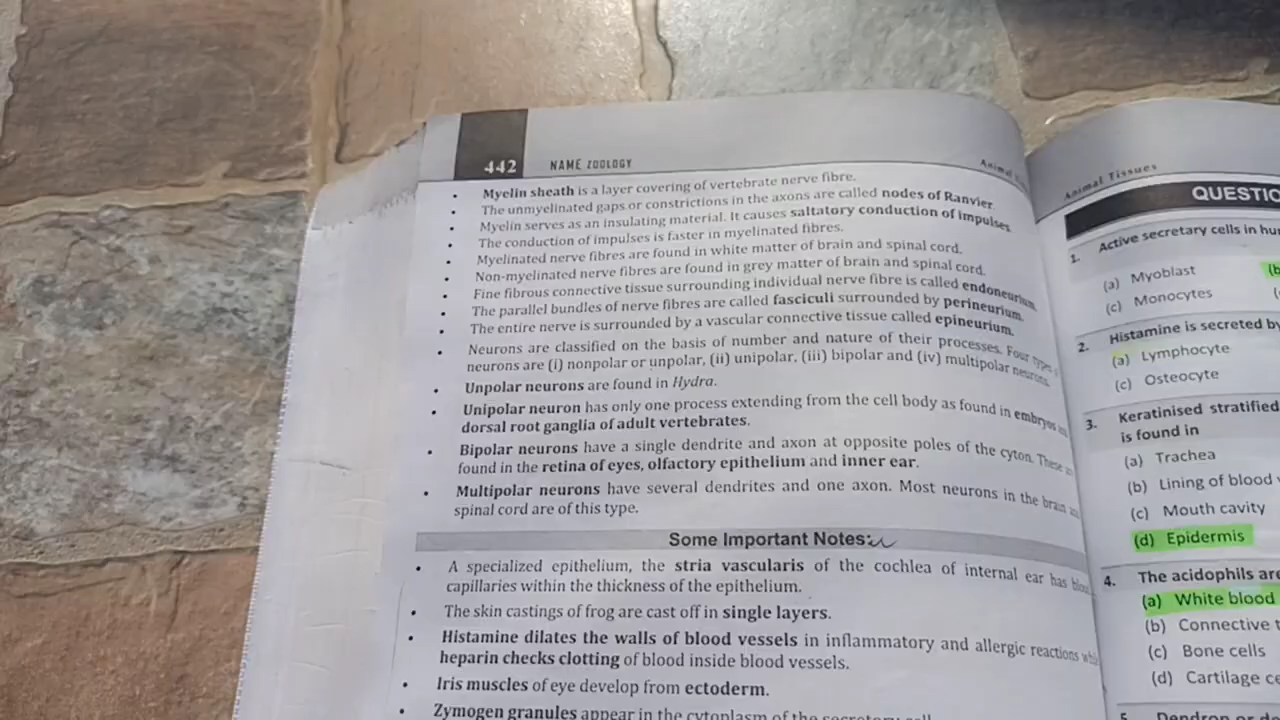 442 NAME ZOOLOGY
Myelin sheath is a layer covering of vertebrate nerve fibre.
The unmyelinated gaps or constrictions in the axons are called nodes of Ranvier.
Myelin serves as an insulating material. It causes saltatory conduction of impulses.
The conduction of impulses is faster in myelinated fibres.
Myelinated nerve fibres are found in white matter of brain and spinal cord.
Non-myelinated nerve fibres are found in grey matter of brain and spinal cord.
Fine fibrous connective tissue surrounding individual nerve fibre is called endoneurium.
The parallel bundles of nerve fibres are called fasciculi surrounded by perineurium.
The entire nerve is surrounded by a vascular connective tissue called epineurium.
Neurons are classified on the basis of number and nature of their processes. Four types
neurons are (i) nonpolar or unpolar, (ii) unipolar, (iii) bipolar and (iv) multipolar neurons.
Unpolar neurons are found in Hydra.
Unipolar neuron has only one process extending from the cell body as found in embryos
dorsal root ganglia of adult vertebrates.
Bipolar neurons have a single dendrite and axon at opposite poles of the cyton. These
found in the retina of eyes, olfactory epithelium and inner ear.
Multipolar neurons have several dendrites and one axon. Most neurons in the brain
spinal cord are of this type.
Some Important Notes:
A specialized epithelium, the stria vascularis of the cochlea of internal ear has
capillaries within the thickness of the epithelium.
The skin castings of frog are cast off in single layers.
Histamine dilates the walls of blood vessels in inflammatory and allergic reactions
heparin checks clotting of blood inside blood vessels.
Iris muscles of eye develop from ectoderm.
Zymogen granules appear in the cytoplasm of the secretory cell
Animal Tissues
1. Active secretary cells in
(a) Myoblast (b
(c) Monocytes
2. Histamine is secreted by
(a) Lymphocyte
(c) Osteocyte
3. Keratinised stratified
is found in
(a) Trachea
(b) Lining of blood
(c) Mouth cavity
(d) Epidermis
4. The acidophils are
(a) White blood
(b) Connective
(c) Bone cells
(d) Cartilage
5. Dendron or